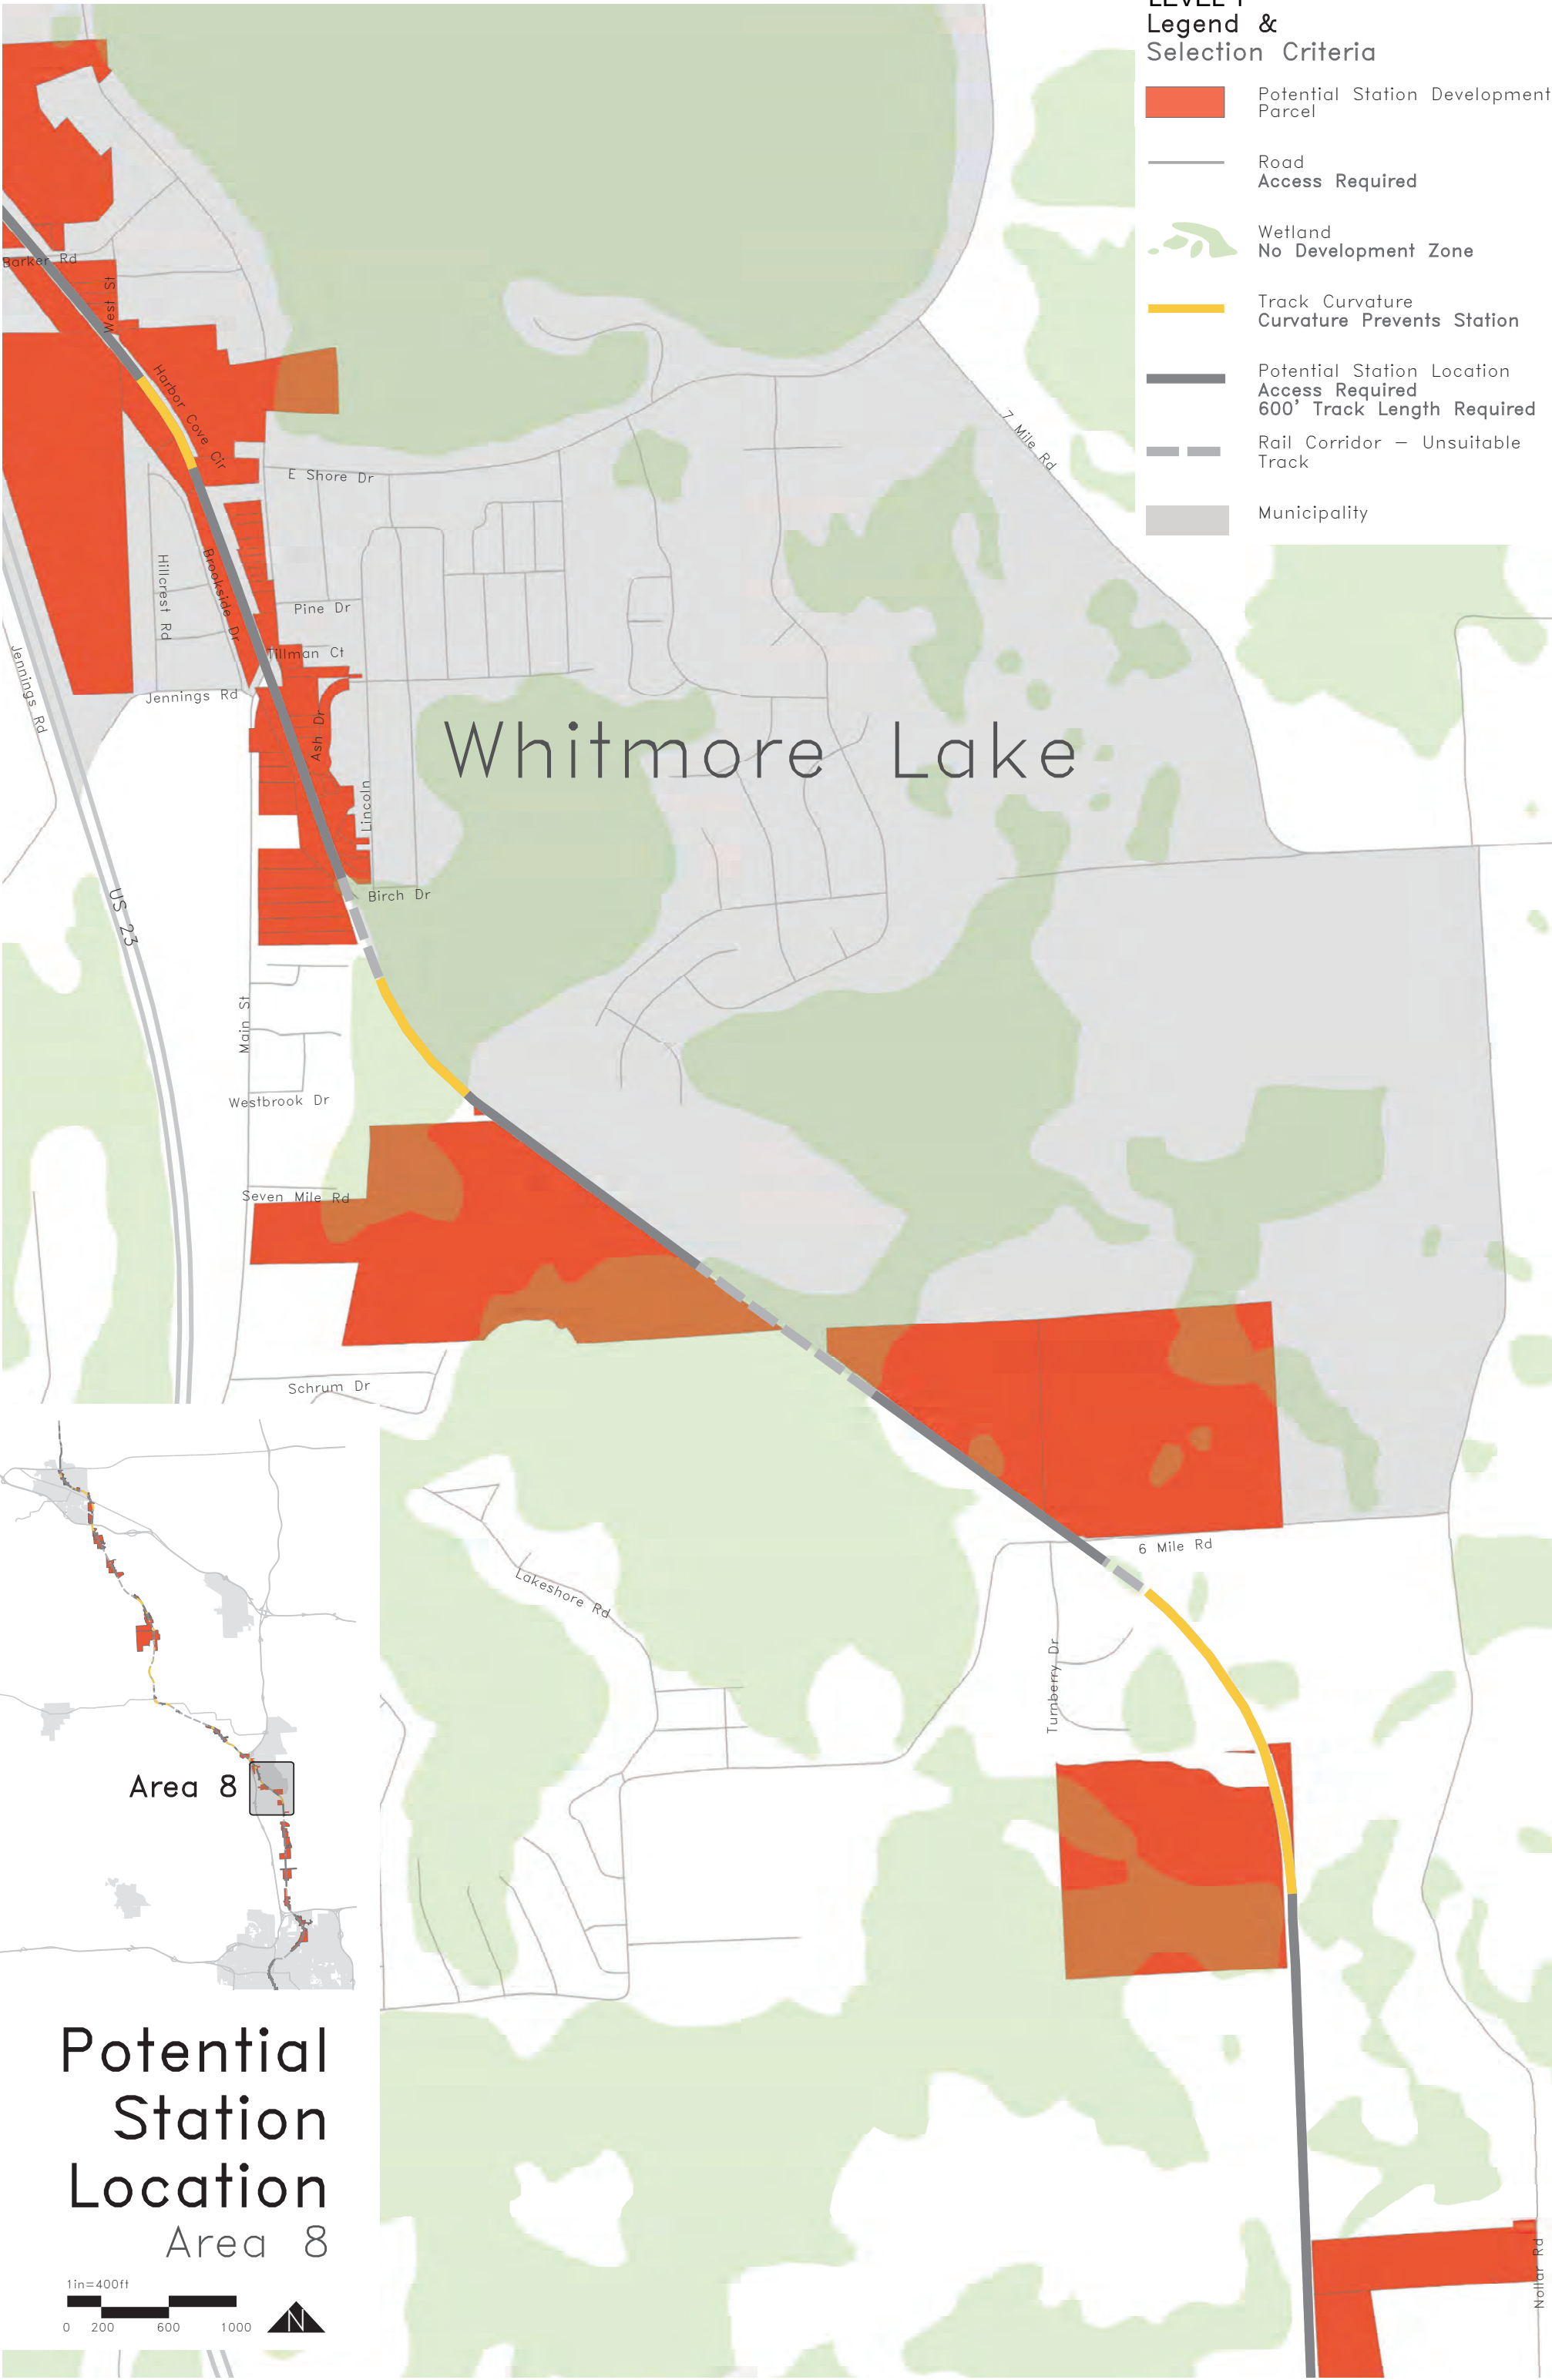 LEVEL 1
Legend &
Selection Criteria
Potential Station Development
Parcel
Road
Access Required
Wetland
No Development Zone
Track Curvature
Curvature Prevents Station
Potential Station Location
Access Required
600' Track Length Required
Rail Corridor – Unsuitable
Track
Municipality
Barker Rd
West St
Harbor Cove Cir
7 Mile Rd
E Shore Dr
Hillcrest Rd
Brookside Dr
Pine Dr
Tillman Ct
Jennings Rd
Jennings Rd
Ash Dr
Whitmore Lake
Lincoln
US 23
Birch Dr
Main St
Westbrook Dr
Seven Mile Rd
Schrum Dr
6 Mile Rd
Lakeshore Rd
Turnberry Dr
Area 8
Potential
Station
Location
Area 8
Nollar Rd
1in=400ft
0 200 600 1000
N